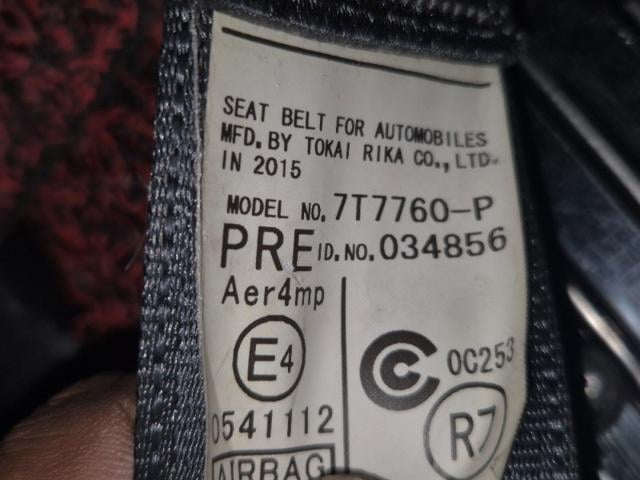 SEAT BELT FOR AUTOMOBILES
MFD. BY TOKAI RIKA CO., LTD.
IN 2015
MODEL NO. 7T7760-P
PRE ID. NO. 034856
Aer4mp
E4
0C253
0541112
R7
AIRBAG